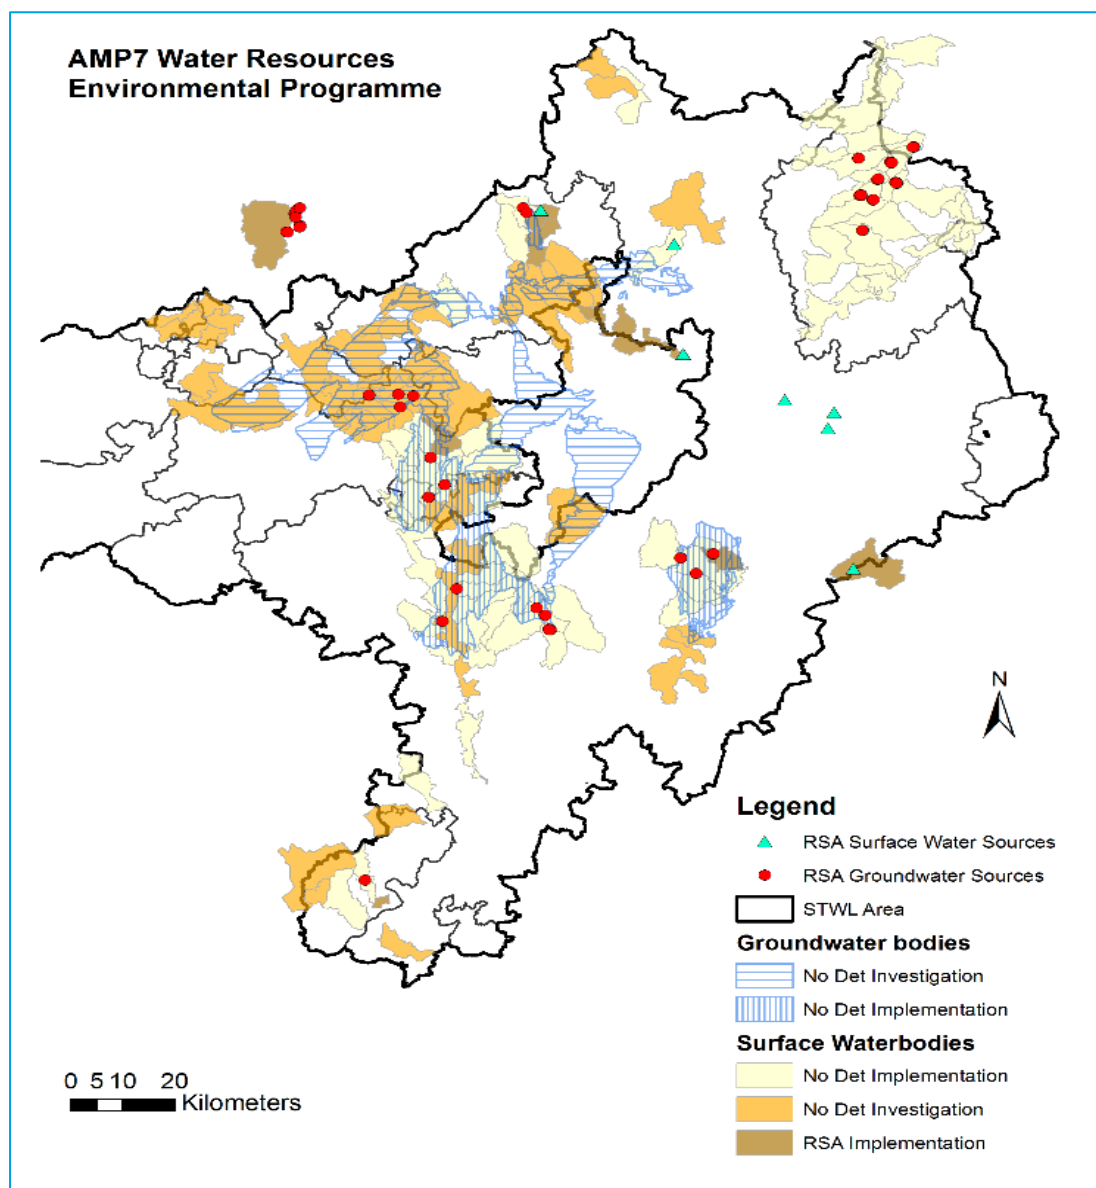 AMP7 Water Resources
Environmental Programme
N
Legend
RSA Surface Water Sources
RSA Groundwater Sources
STWL Area
Groundwater bodies
No Det Investigation
No Det Implementation
Surface Waterbodies
No Det Implementation
No Det Investigation
RSA Implementation
0 5 10 20
Kilometers